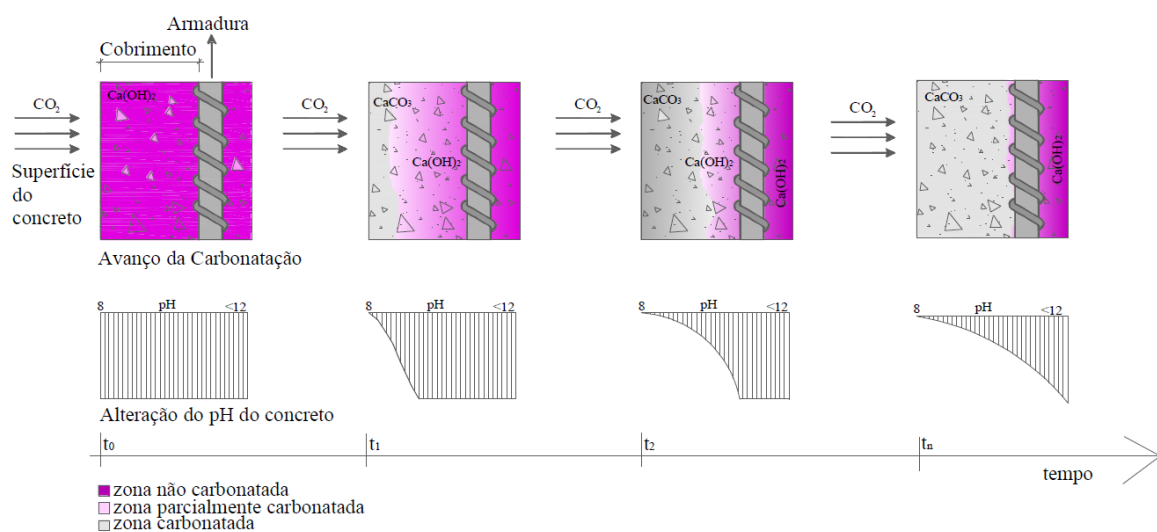 Armadura
Cobrimento
CO2
Ca(OH)2
Superfície
do
concreto
CO2
CaCO3
Ca(OH)2
CO2
CaCO3
Ca(OH)2
Ca(OH)2
CO2
CaCO3
Ca(OH)2
Avanço da Carbonatação
8 pH <12
8 pH <12
8 pH <12
8 pH <12
Alteração do pH do concreto
t0
t1
t2
tn
tempo
zona não carbonatada
zona parcialmente carbonatada
zona carbonatada